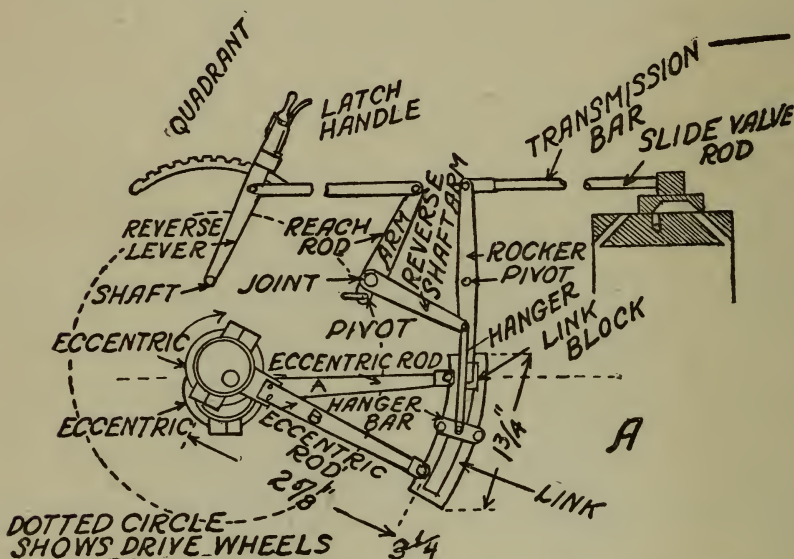 QUADRANT
LATCH
HANDLE
TRANSMISSION
BAR
SLIDE VALVE
ROD
REVERSE
LEVER
REACH
ROD
ARM
REVERSE
SHAFT ARM
ROCKER
PIVOT
SHAFT
JOINT
PIVOT
HANGER
LINK
BLOCK
ECCENTRIC
ECCENTRIC ROD
A
B
HANGER
BAR
ECCENTRIC
ECCENTRIC
ROD
1 3/4"
A
2 5/8"
LINK
3 1/4
DOTTED CIRCLE
SHOWS DRIVE WHEELS